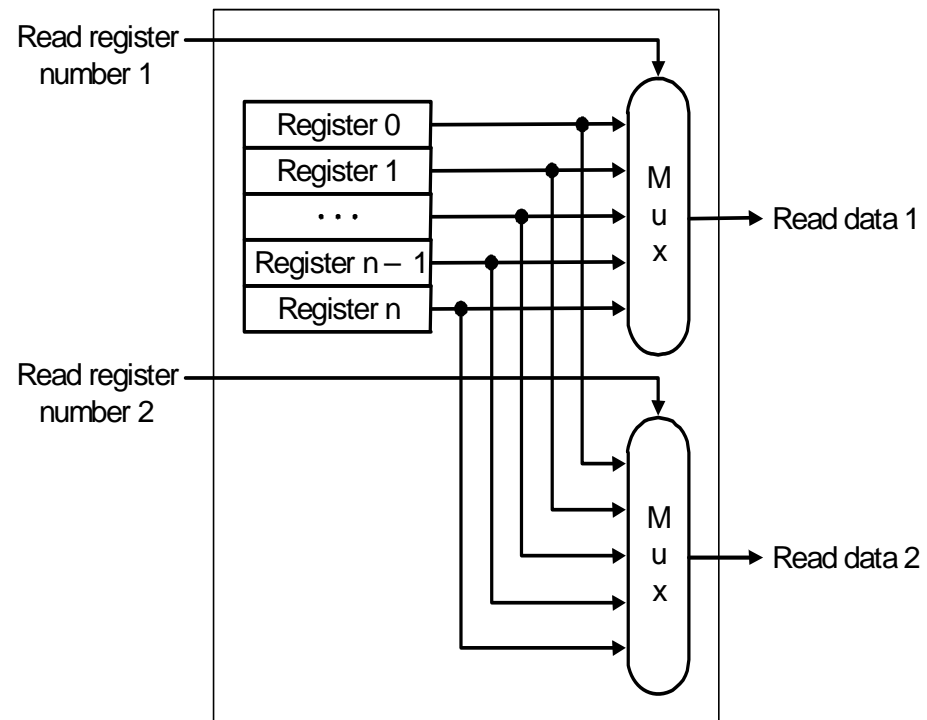 Read register
number 1
Register 0
Register 1
. . .
Register n – 1
Register n
M
u
x
Read data 1
Read register
number 2
M
u
x
Read data 2